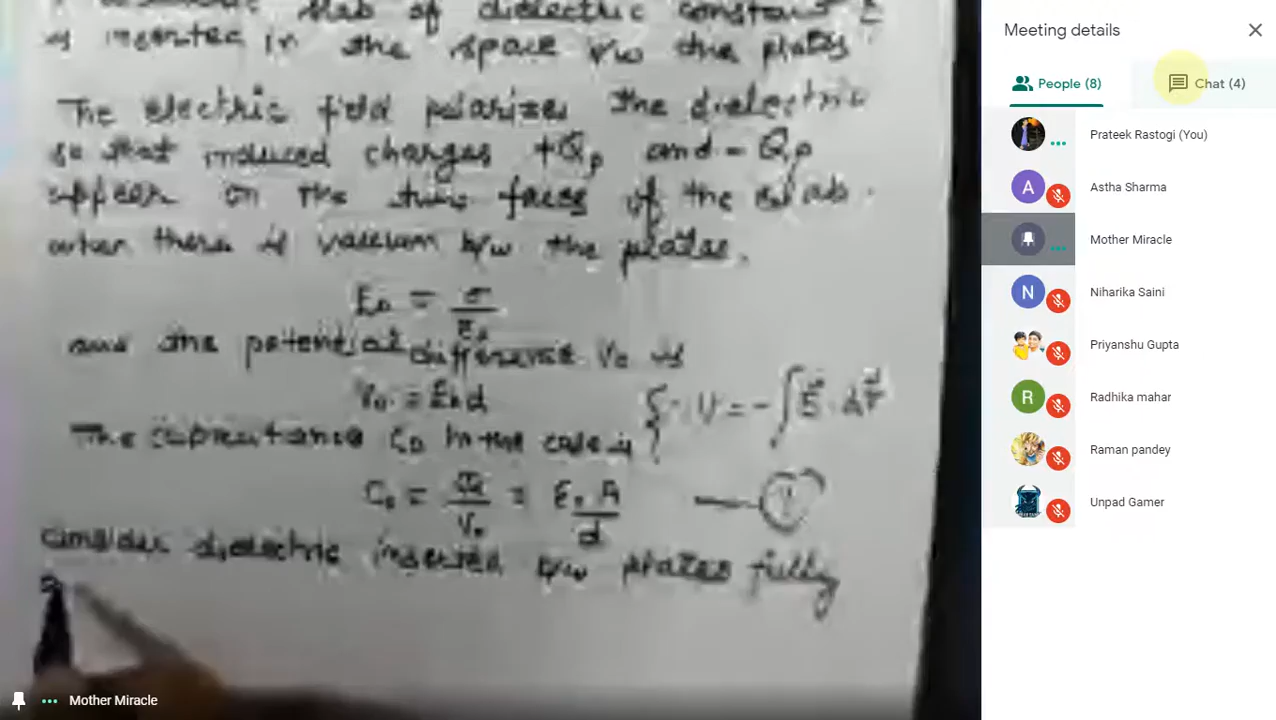 slab of dielectric constant
is inserted in the space b/w the plates
The electric field polarizes the dielectric
so that induced charges +Qp and - Qp
appear on the two faces of the slab.
when there is vaccum b/w the plates.
E₀ = σ/ε₀
and the potential difference V₀ is
V₀ = E₀d
{ ∵ V = - ∫ E⃗ . dr⃗
The capacitance C₀ in the case is
C₀ = Q/V₀ = ε₀ A/d — (1)
Consider dielectric inserted b/w plates fully
Mother Miracle
Meeting details
People (8)
Chat (4)
Prateek Rastogi (You)
A Astha Sharma
Mother Miracle
N Niharika Saini
Priyanshu Gupta
R Radhika mahar
Raman pandey
Unpad Gamer